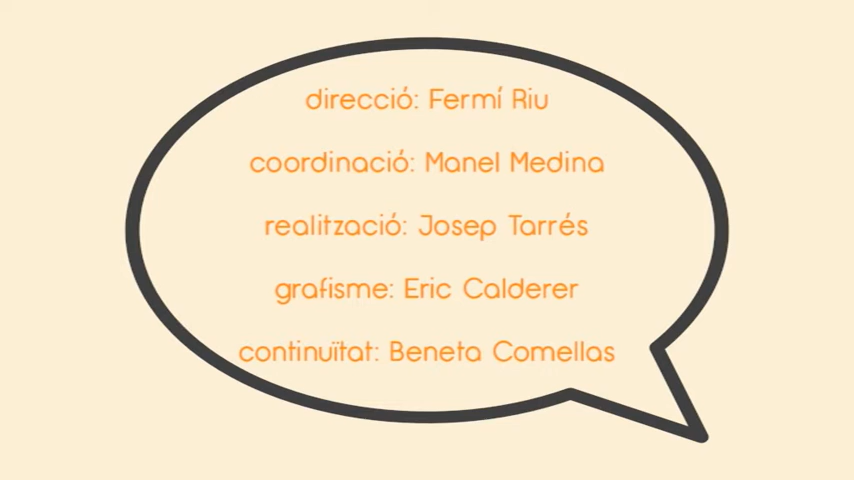 direcció: Fermí Riu
coordinació: Manel Medina
realització: Josep Tarrés
grafisme: Eric Calderer
continuïtat: Beneta Comellas